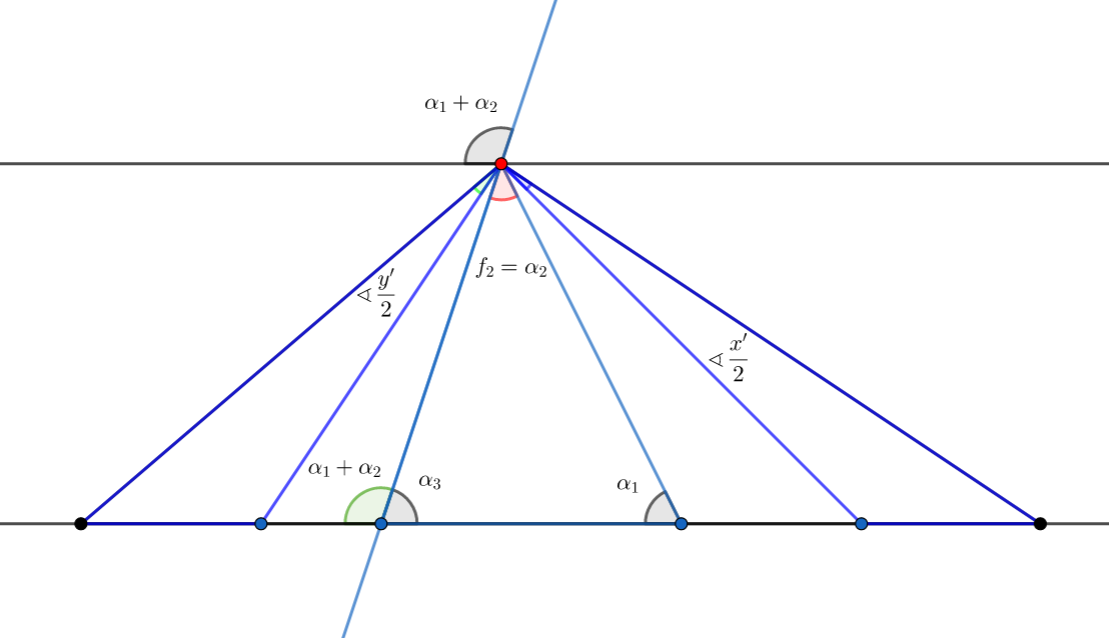 α₁ + α₂
f₂ = α₂
∢ y′/2
∢ x′/2
α₁ + α₂
α₃
α₁